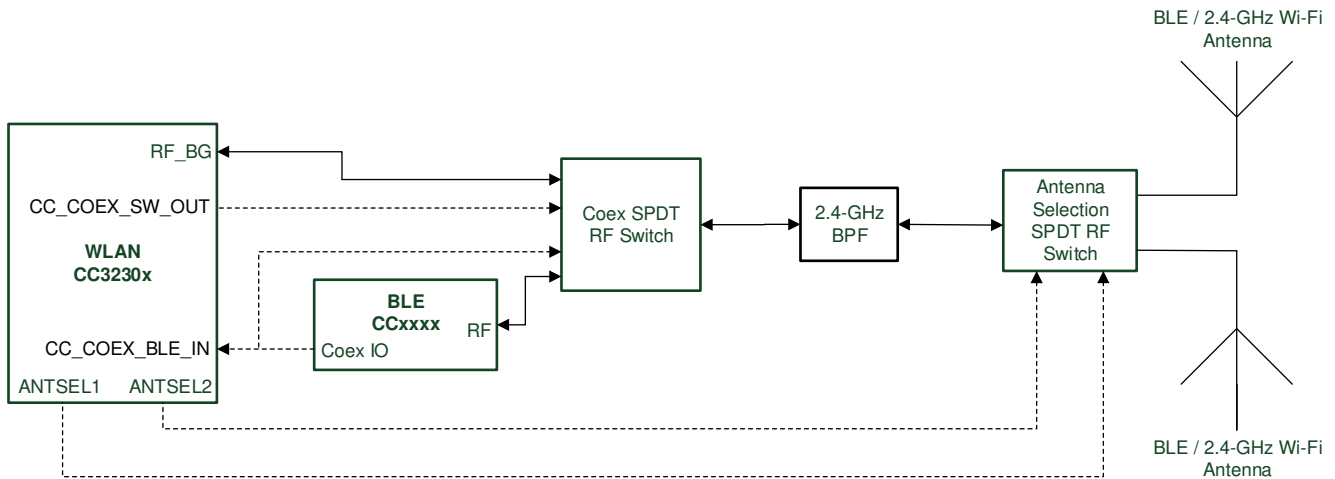 BLE / 2.4-GHz Wi-Fi
Antenna
RF_BG
CC_COEX_SW_OUT
WLAN
CC3230x
CC_COEX_BLE_IN
ANTSEL1
ANTSEL2
BLE
CCxxxx
RF
Coex IO
Coex SPDT
RF Switch
2.4-GHz
BPF
Antenna
Selection
SPDT RF
Switch
BLE / 2.4-GHz Wi-Fi
Antenna